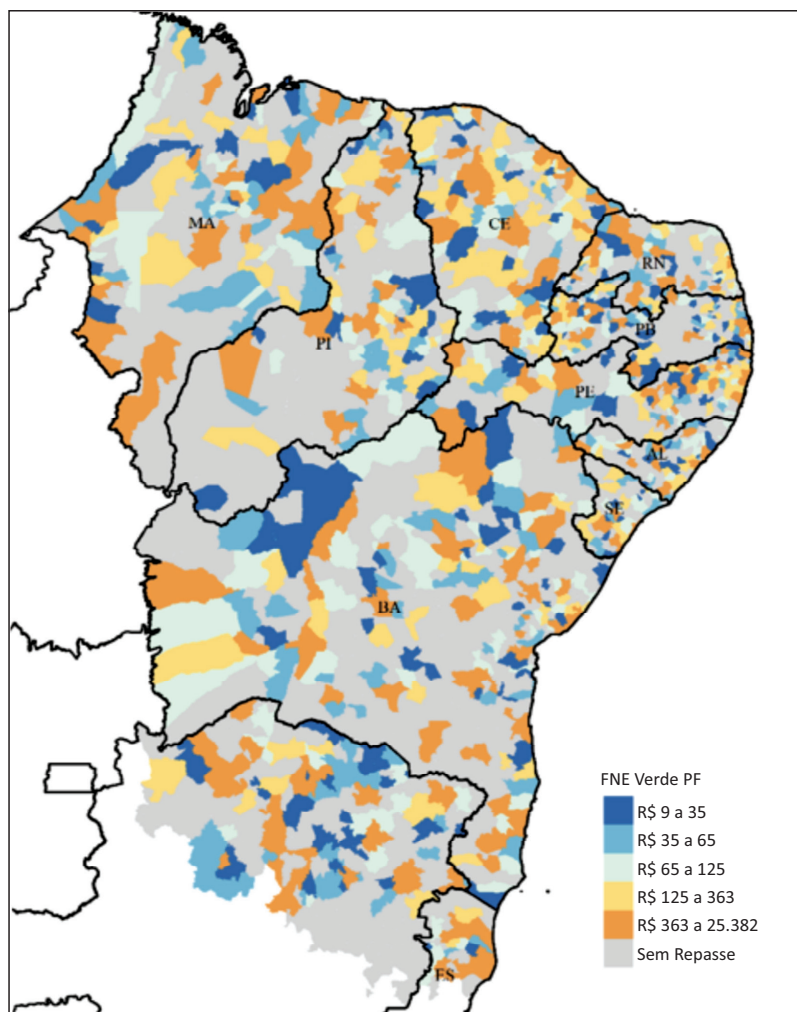 MA
CE
RN
PB
PI
PE
AL
SE
BA
ES
FNE Verde PF
R$ 9 a 35
R$ 35 a 65
R$ 65 a 125
R$ 125 a 363
R$ 363 a 25.382
Sem Repasse